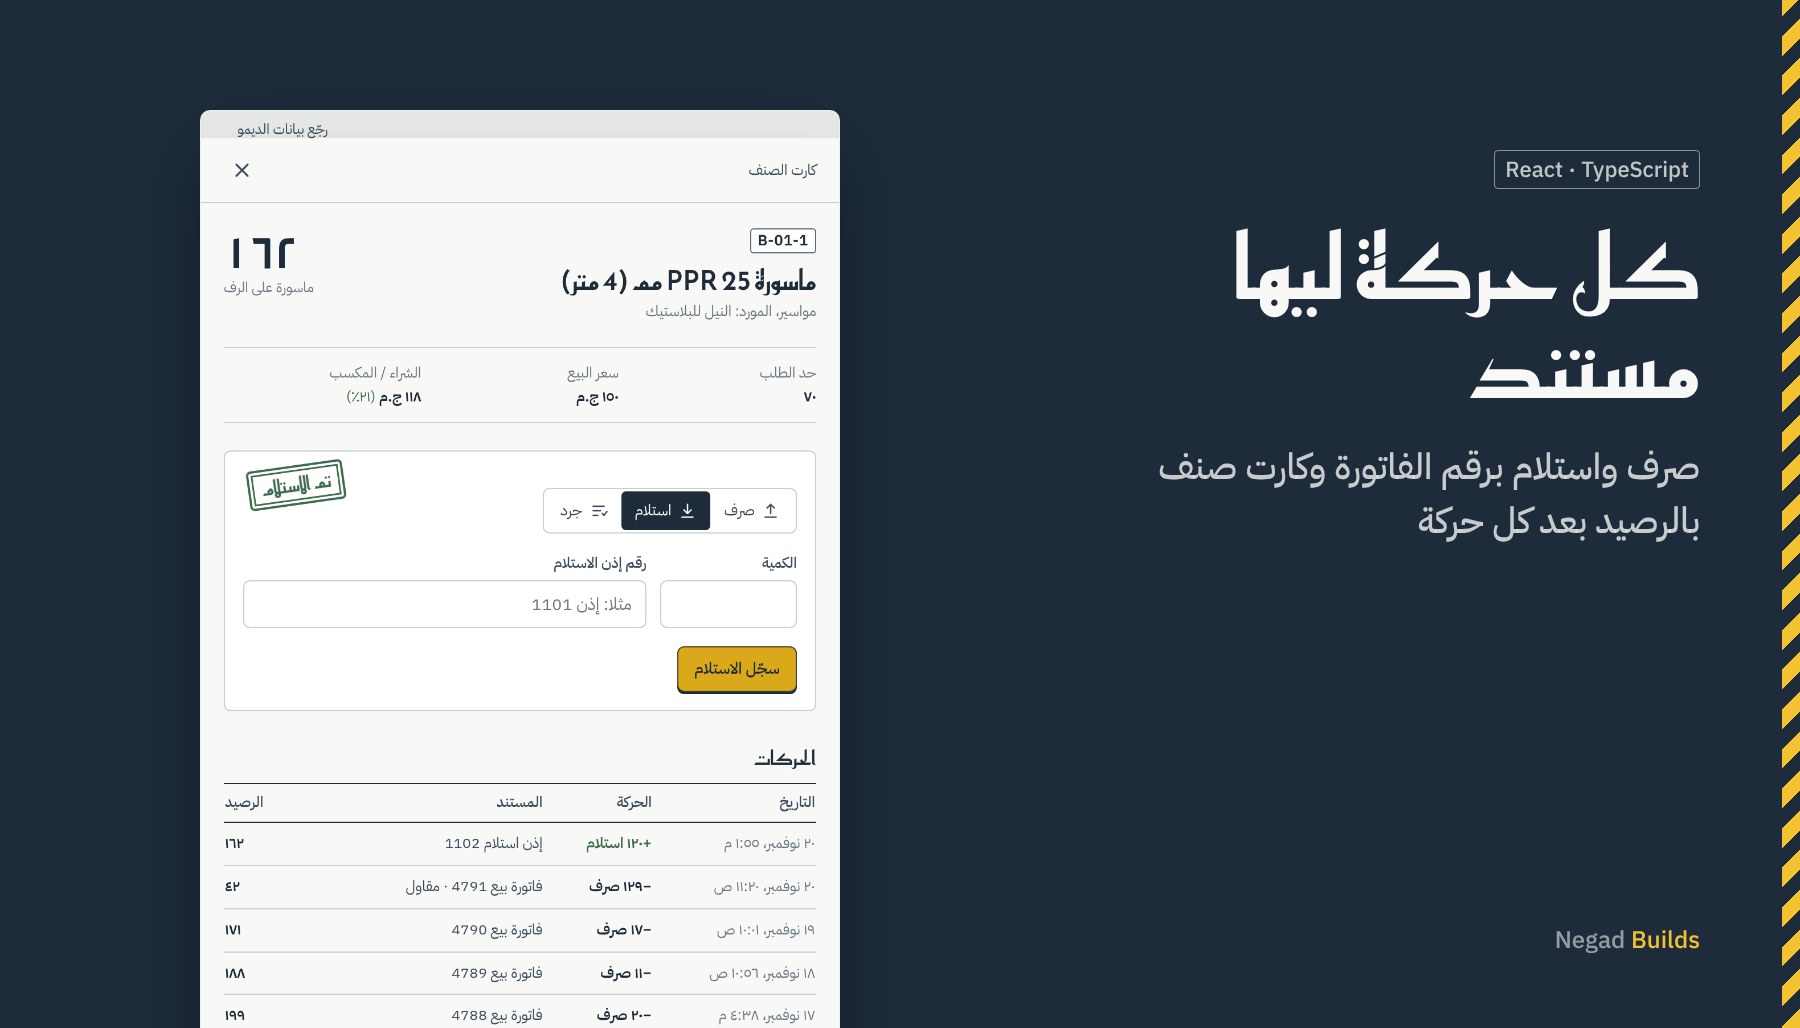 React · TypeScript
كل حركة ليها
مستند
صرف واستلام برقم الفاتورة وكارت صنف
بالرصيد بعد كل حركة
Negad Builds
رجّع بيانات الديمو
كارت الصنف
B-01-1
١٦٢
ماسورة PPR 25 مم (4 متر)
ماسورة على الرف
مواسير، المورد: النيل للبلاستيك
حد الطلب سعر البيع الشراء / المكسب
٧٠ ١٥٠ ج.م ١١٨ ج.م (٢١٪)
تم الاستلام
صرف استلام جرد
الكمية رقم إذن الاستلام
مثلا: إذن 1101
سجّل الاستلام
الحركات
التاريخ الحركة المستند الرصيد
٢٠ نوفمبر، ١:٥٥ م +١٢٠ استلام إذن استلام 1102 ١٦٢
٢٠ نوفمبر، ١١:٢٠ ص −١٢٩ صرف فاتورة بيع 4791 · مقاول ٤٢
١٩ نوفمبر، ١٠:٠١ ص −١٧ صرف فاتورة بيع 4790 ١٧١
١٨ نوفمبر، ١٠:٥٦ ص −١١ صرف فاتورة بيع 4789 ١٨٨
١٧ نوفمبر، ٤:٣٨ م −٢٠ صرف فاتورة بيع 4788 ١٩٩